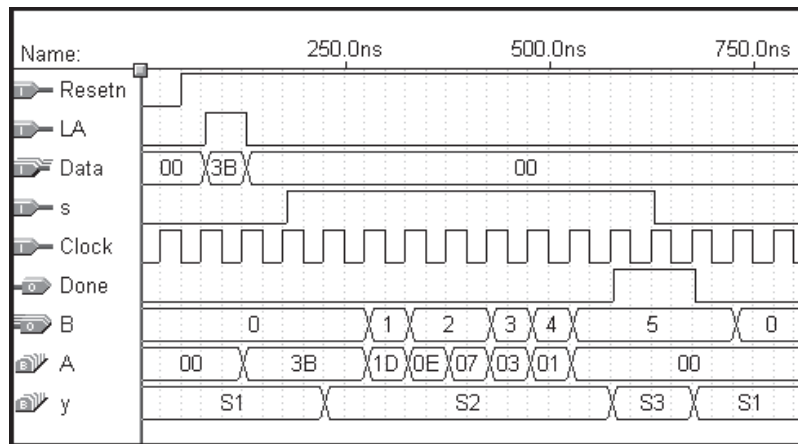 Name: 250.0ns 500.0ns 750.0ns
Resetn
LA
Data 00 3B 00
s
Clock
Done
B 0 1 2 3 4 5 0
A 00 3B 1D 0E 07 03 01 00
y S1 S2 S3 S1